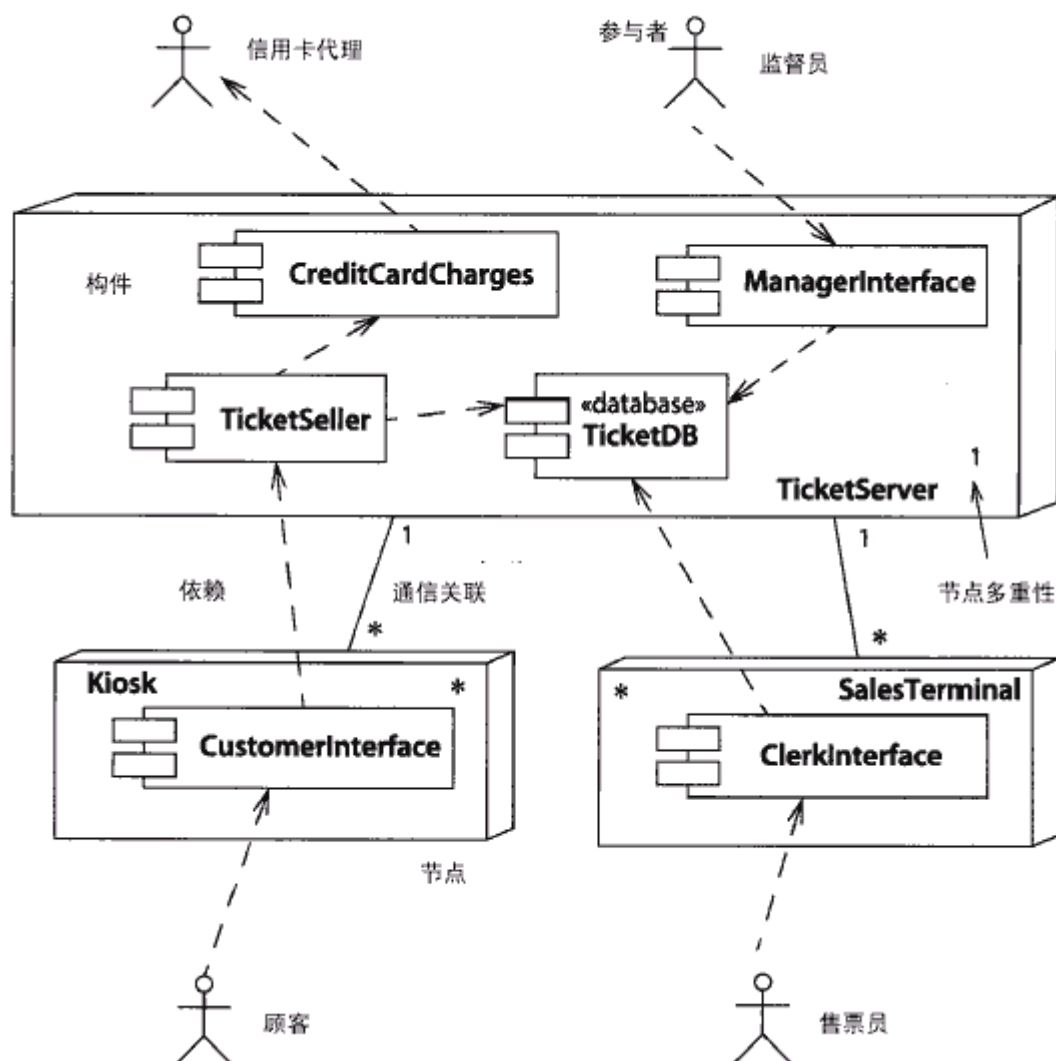 信用卡代理
参与者
监督员
构件
CreditCardCharges
ManagerInterface
TicketSeller
«database»
TicketDB
1
TicketServer
1
1
依赖
通信关联
节点多重性
*
*
Kiosk
*
*
SalesTerminal
CustomerInterface
ClerkInterface
节点
顾客
售票员